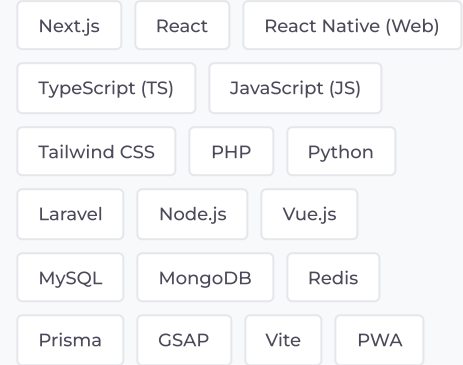 Next.js React React Native (Web)
TypeScript (TS) JavaScript (JS)
Tailwind CSS PHP Python
Laravel Node.js Vue.js
MySQL MongoDB Redis
Prisma GSAP Vite PWA